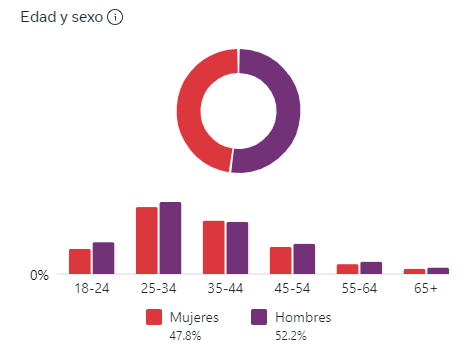 Edad y sexo
0%
18-24 25-34 35-44 45-54 55-64 65+
Mujeres Hombres
47.8% 52.2%